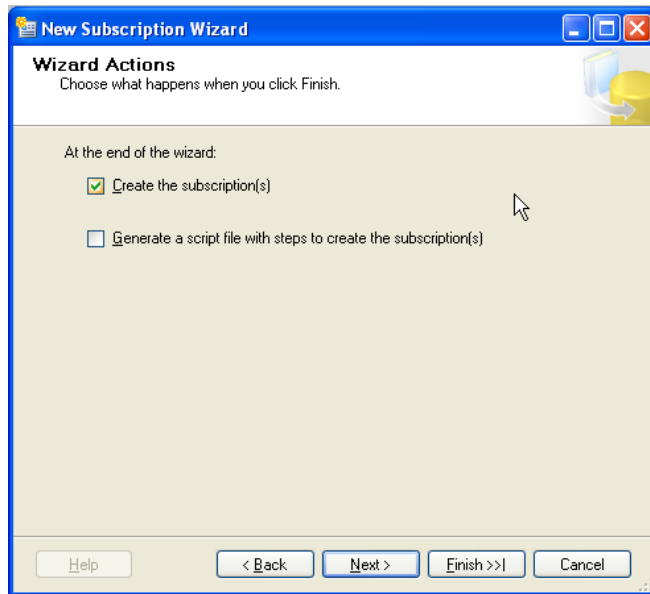 New Subscription Wizard
Wizard Actions
Choose what happens when you click Finish.
At the end of the wizard:
Create the subscription(s)
Generate a script file with steps to create the subscription(s)
Help
< Back
Next >
Finish >>|
Cancel